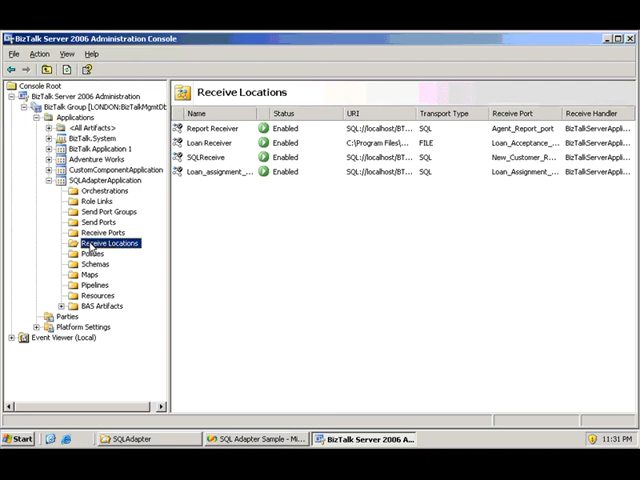 BizTalk Server 2006 Administration Console
File Action View Help
Console Root
BizTalk Server 2006 Administration
BizTalk Group [LONDON:BizTalkMgmtDb
Applications
<All Artifacts>
BizTalk.System
BizTalk Application 1
Adventure Works
CustomComponentApplication
SQLAdapterApplication
Orchestrations
Role Links
Send Port Groups
Send Ports
Receive Ports
Receive Locations
Policies
Schemas
Maps
Pipelines
Resources
BAS Artifacts
Parties
Platform Settings
Event Viewer (Local)
Receive Locations
Name Status URI Transport Type Receive Port Receive Handler
Report Receiver Enabled SQL://localhost/BT... SQL Agent_Report_port BizTalkServerAppli...
Loan Receiver Enabled C:\Program Files\... FILE Loan_Acceptance_... BizTalkServerAppli...
SQLReceive Enabled SQL://localhost/BT... SQL New_Customer_R... BizTalkServerAppli...
Loan_assignment_... Enabled SQL://localhost/BT... SQL Loan_Assignment_... BizTalkServerAppli...
Start SQLAdapter SQL Adapter Sample - Mi... BizTalk Server 2006 A... 11:31 PM